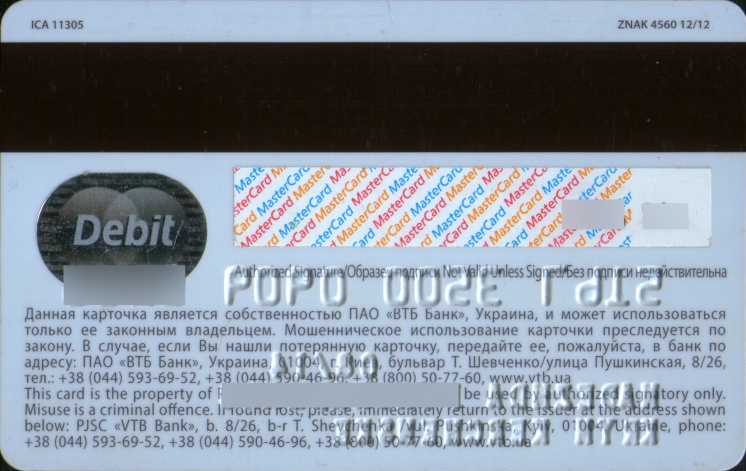 ICA 11305
ZNAK 4560 12/12
MasterCard MasterCard MasterCard
Debit
Authorized Signature/Образец подписи Not Valid Unless Signed/Без подписи недействительна
Данная карточка является собственностью ПАО «ВТБ Банк», Украина, и может использоваться
только ее законным владельцем. Мошенническое использование карточки преследуется по
закону. В случае, если Вы нашли потерянную карточку, передайте ее, пожалуйста, в банк по
адресу: ПАО «ВТБ Банк», Украина, бульвар Т. Шевченко/улица Пушкинская, 8/26,
тел.: +38 (044) 593-69-52, +38 (044) 590-46-96, +38 (800) 50-77-60, www.vtb.ua
This card is the property of be used by authorized signatory only.
Misuse is a criminal offence. If found lost, please, immediately return to the issuer at the address shown
below: PJSC «VTB Bank», b. 8/26, b-r T. Shevchenko/vul. Pushkinska, Kyiv, 01004, Ukraine, phone:
+38 (044) 593-69-52, +38 (044) 590-46-96, +38 (800) 50-77-60, www.vtb.ua